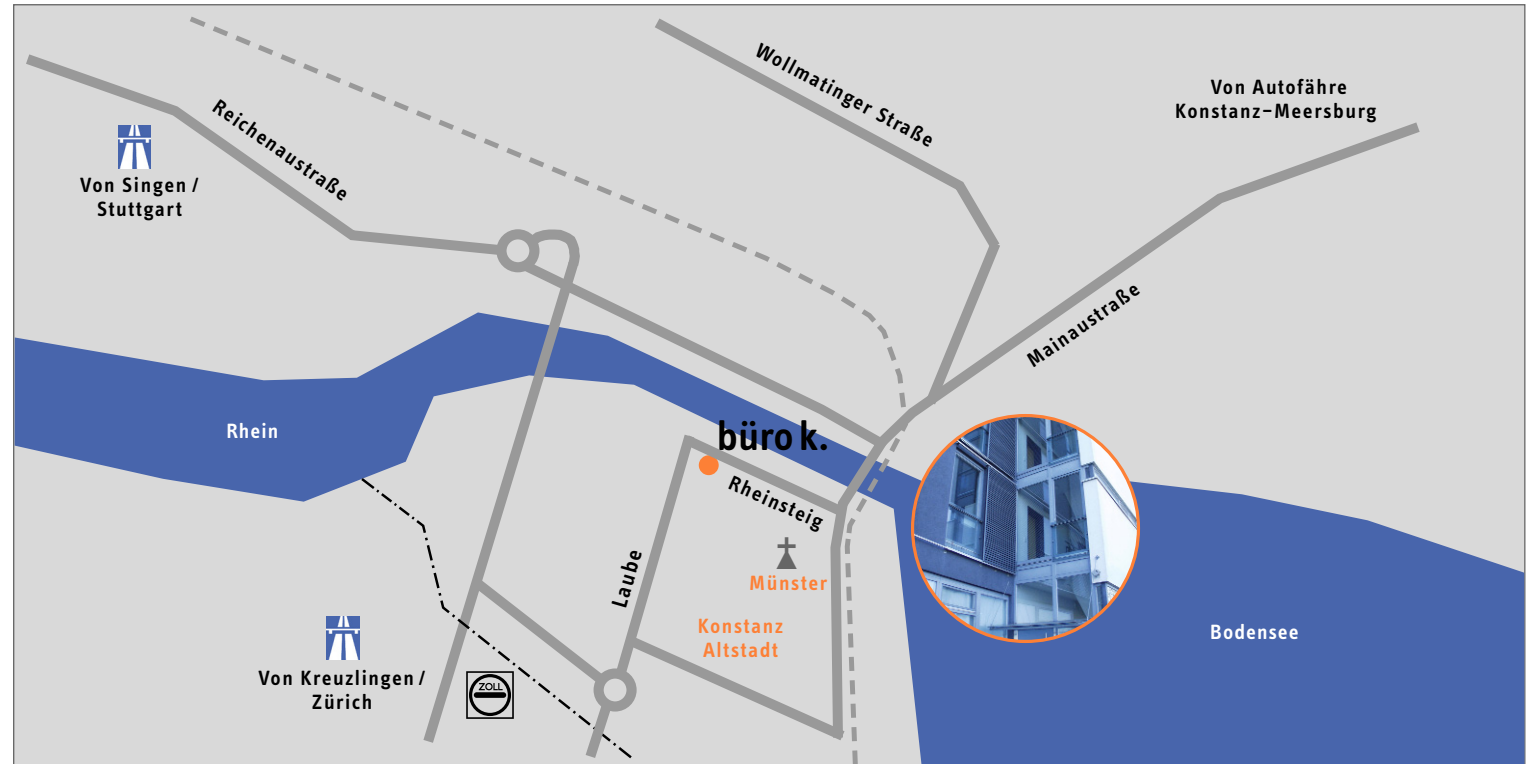 Wollmatinger Straße
Von Autofähre
Konstanz–Meersburg
Reichenaustraße
Von Singen /
Stuttgart
Mainaustraße
Rhein
büro k.
Rheinsteig
Laube
Münster
Konstanz
Altstadt
Bodensee
Von Kreuzlingen /
Zürich
ZOLL